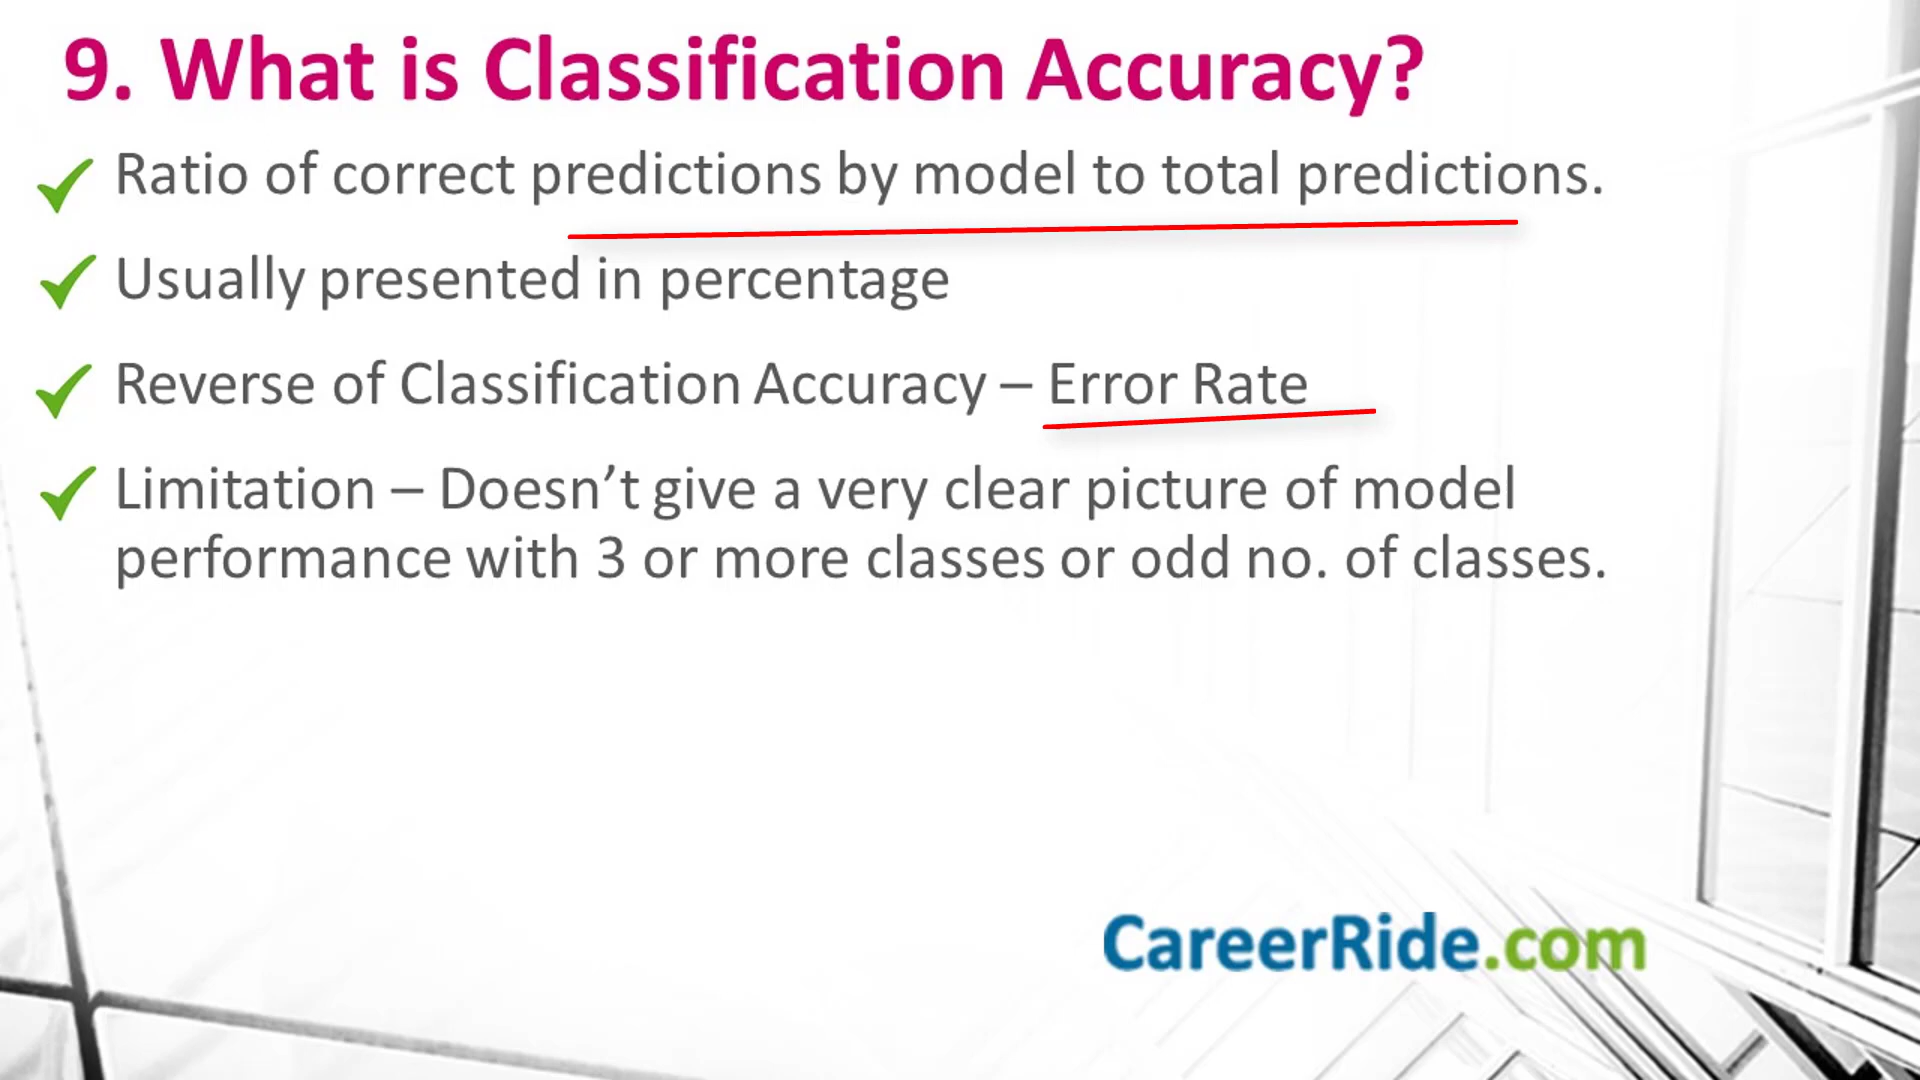 9. What is Classification Accuracy?
Ratio of correct predictions by model to total predictions.
Usually presented in percentage
Reverse of Classification Accuracy – Error Rate
Limitation – Doesn’t give a very clear picture of model
performance with 3 or more classes or odd no. of classes.
CareerRide.com